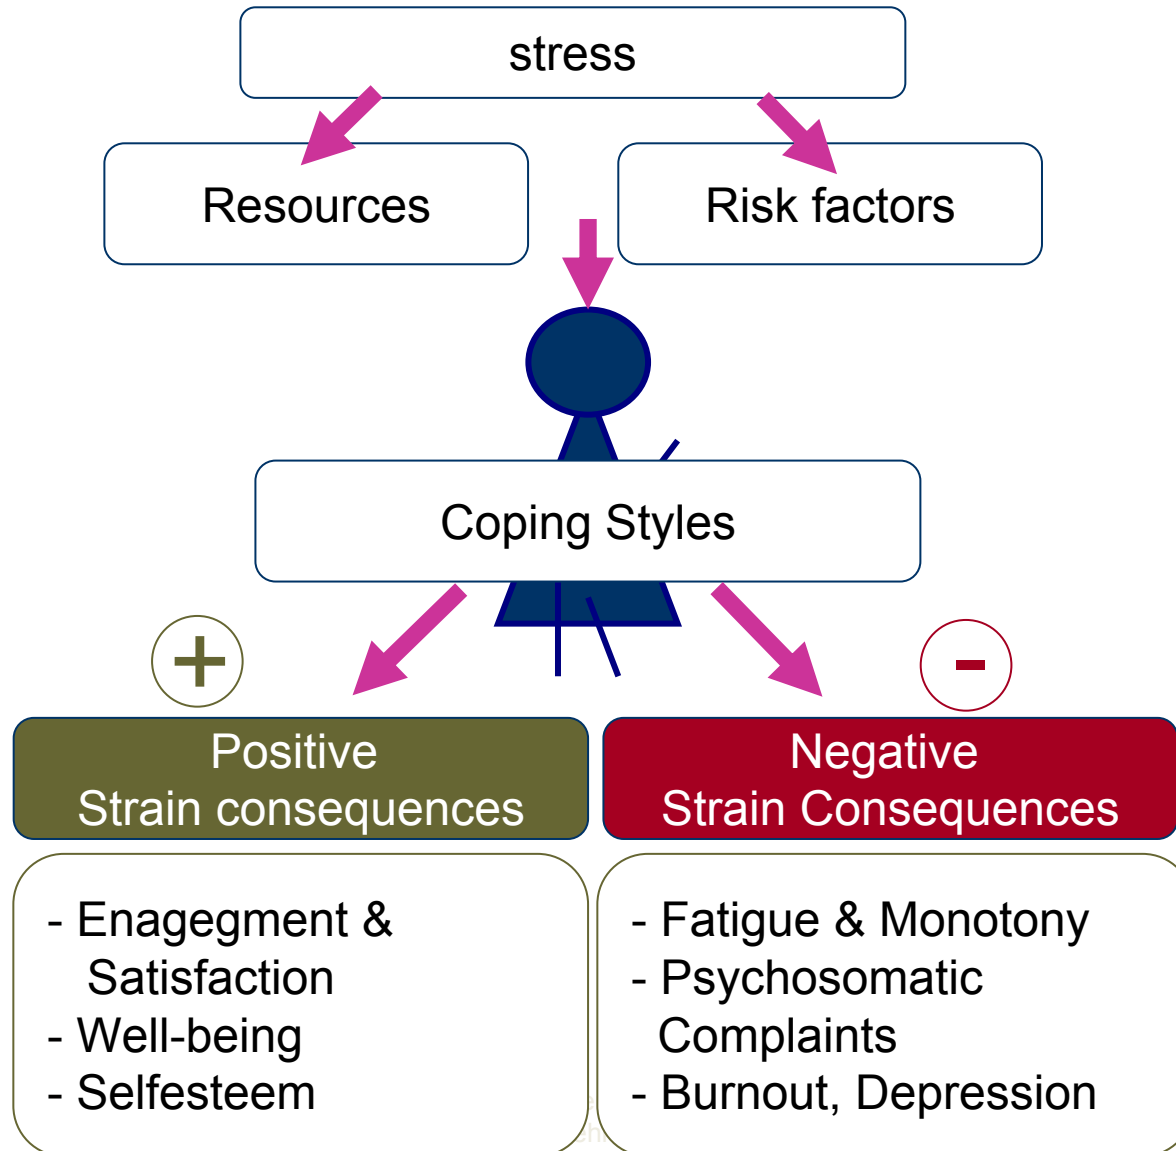 stress
Resources
Risk factors
Coping Styles
+
-
Positive
Strain consequences
Negative
Strain Consequences
- Enagegment &
Satisfaction
- Well-being
- Selfesteem
- Fatigue & Monotony
- Psychosomatic
Complaints
- Burnout, Depression